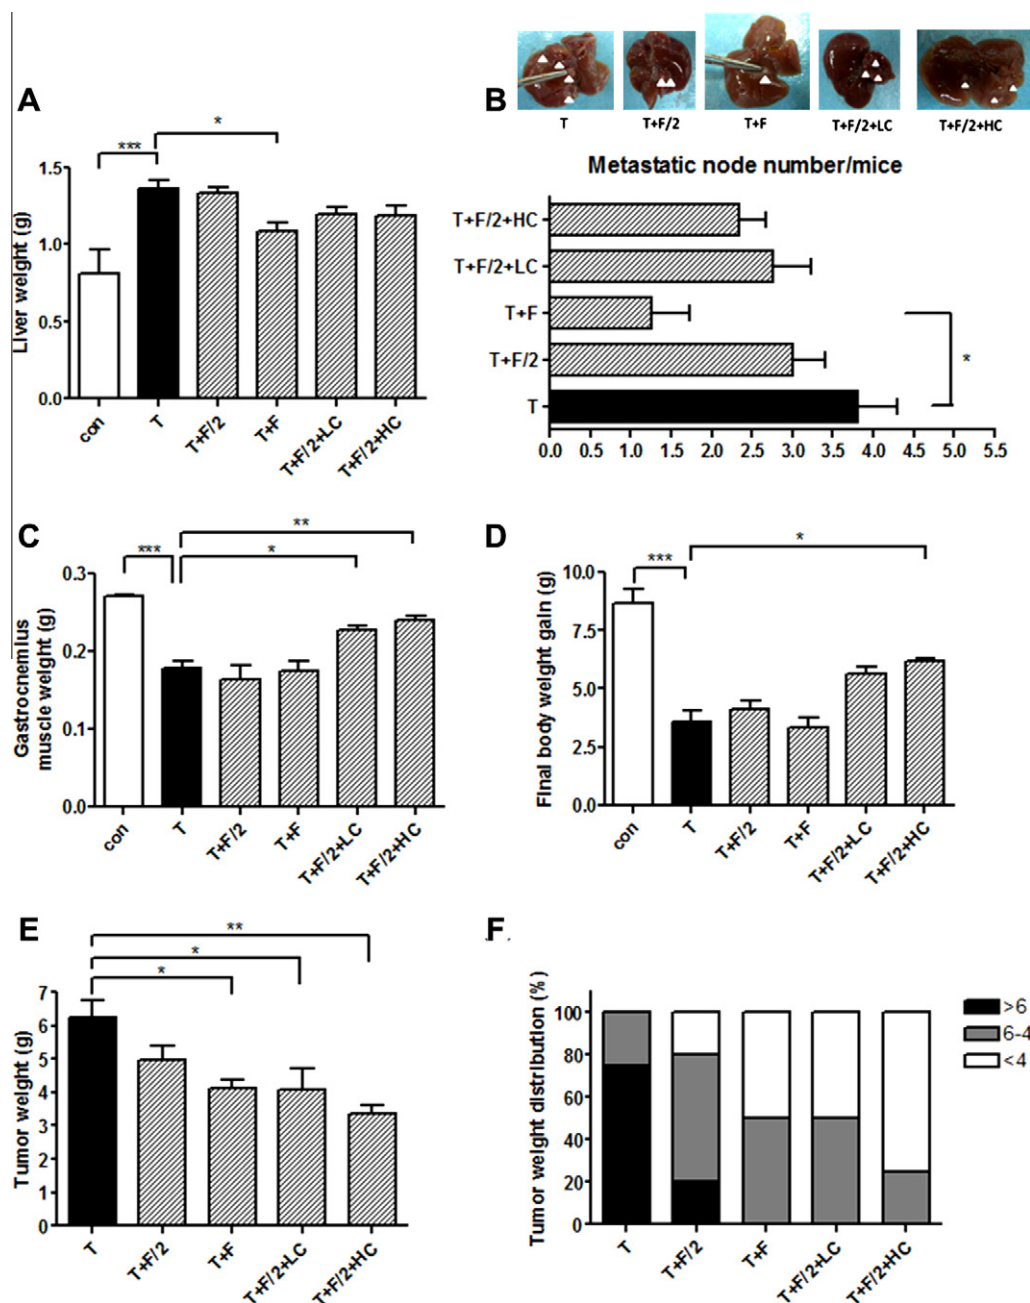 A
*
***
Liver weight (g)
1.5
1.0
0.5
0.0
con
T
T+F/2
T+F
T+F/2+LC
T+F/2+HC
B
T
T+F/2
T+F
T+F/2+LC
T+F/2+HC
Metastatic node number/mice
T+F/2+HC
T+F/2+LC
T+F
T+F/2
T
*
0.0 0.5 1.0 1.5 2.0 2.5 3.0 3.5 4.0 4.5 5.0 5.5
C
**
***
*
Gastrocnemlus
muscle weight (g)
0.3
0.2
0.1
0.0
con
T
T+F/2
T+F
T+F/2+LC
T+F/2+HC
D
*
***
Final body weight gain (g)
10.0
7.5
5.0
2.5
0.0
con
T
T+F/2
T+F
T+F/2+LC
T+F/2+HC
E
**
*
*
Tumor weight (g)
7
6
5
4
3
2
1
0
T
T+F/2
T+F
T+F/2+LC
T+F/2+HC
F
Tumor weight distribution (%)
100
80
60
40
20
0
T
T+F/2
T+F
T+F/2+LC
T+F/2+HC
>6
6-4
<4